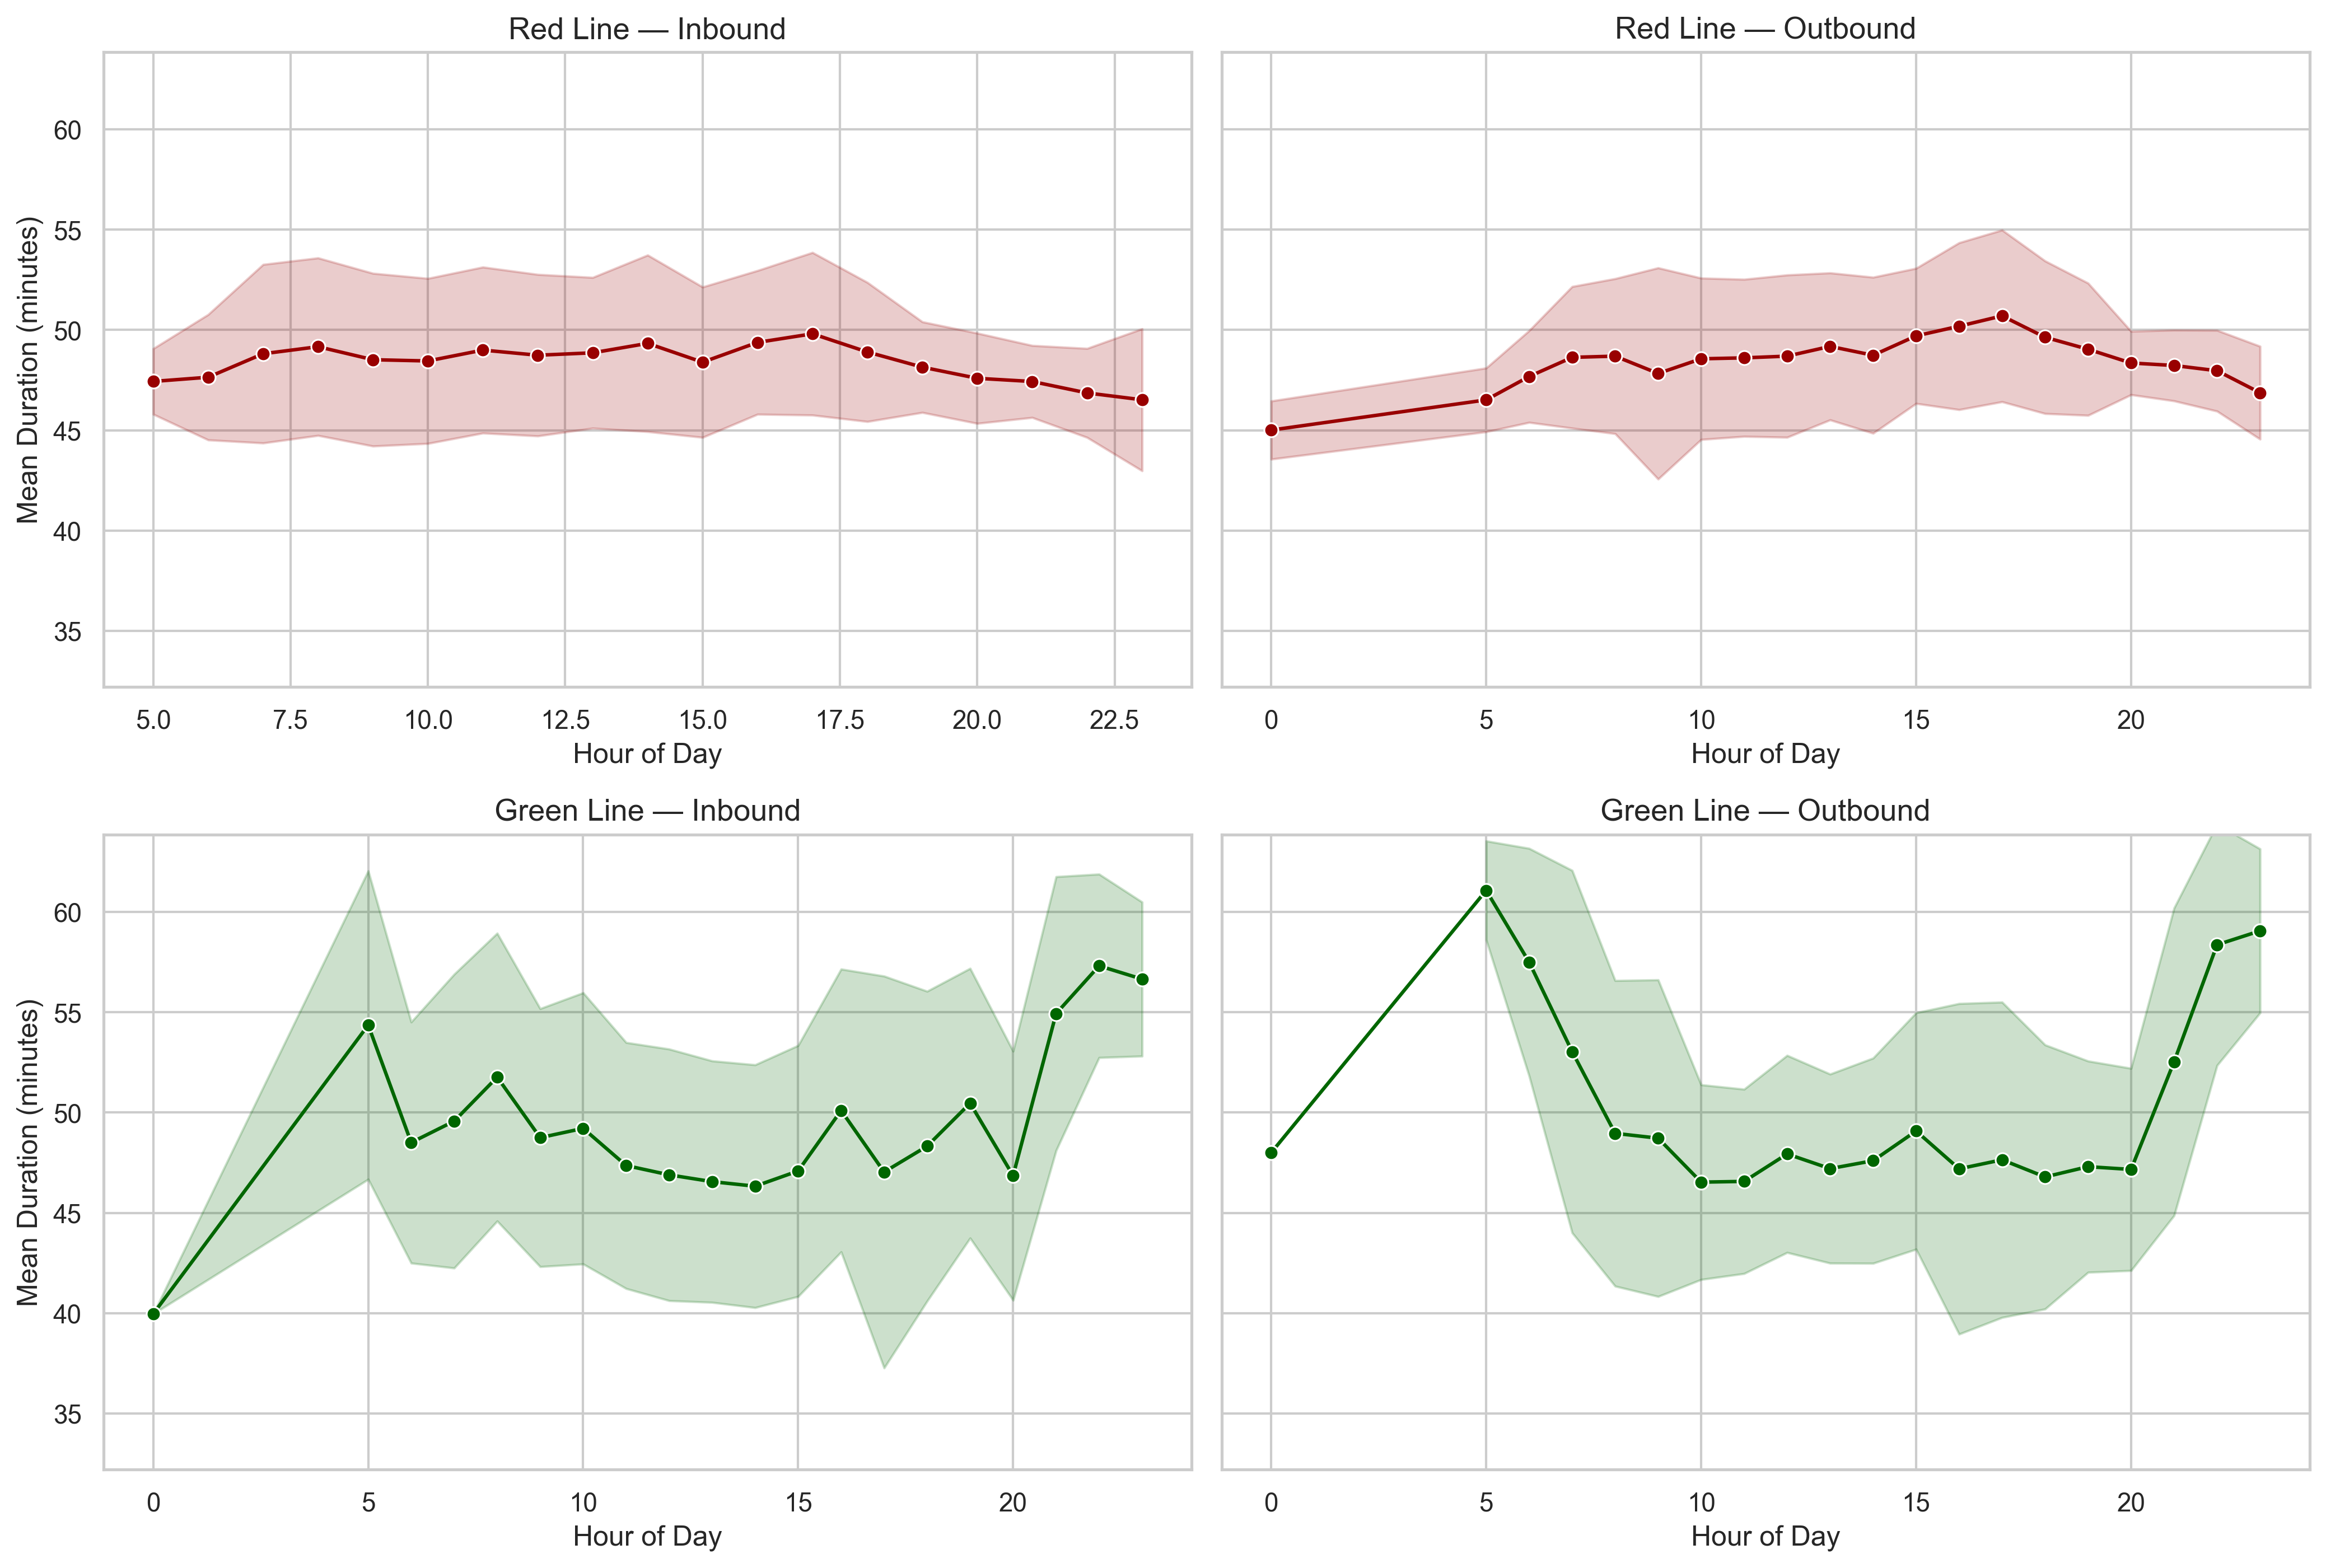 Red Line — Inbound
Red Line — Outbound
Mean Duration (minutes)
60
55
50
45
40
35
5.0 7.5 10.0 12.5 15.0 17.5 20.0 22.5
Hour of Day
0 5 10 15 20
Hour of Day
Green Line — Inbound
Green Line — Outbound
Mean Duration (minutes)
60
55
50
45
40
35
0 5 10 15 20
Hour of Day
0 5 10 15 20
Hour of Day